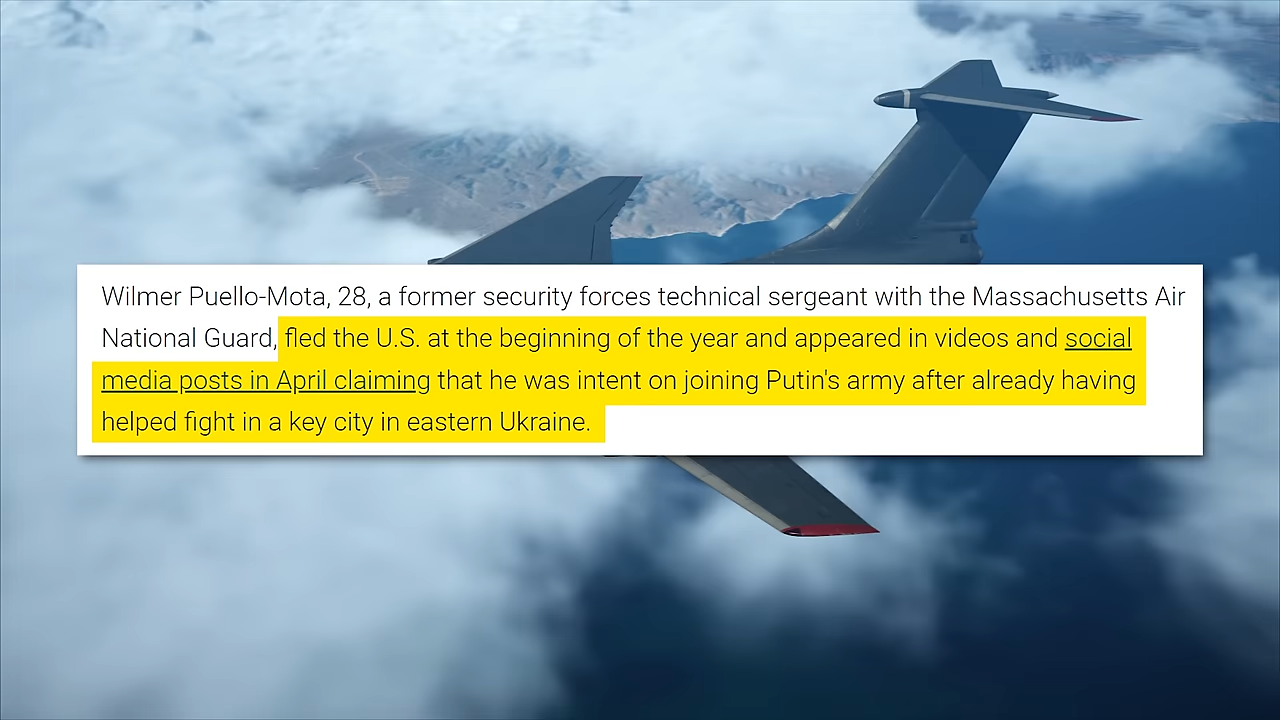 Wilmer Puello-Mota, 28, a former security forces technical sergeant with the Massachusetts Air
National Guard, fled the U.S. at the beginning of the year and appeared in videos and social
media posts in April claiming that he was intent on joining Putin's army after already having
helped fight in a key city in eastern Ukraine.